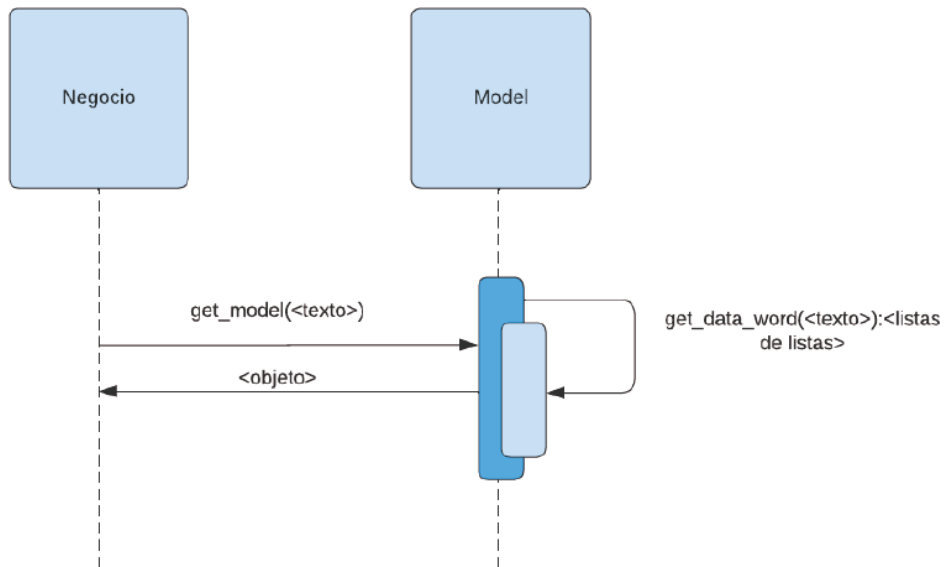 Negocio
Model
get_model(<texto>)
get_data_word(<texto>):<listas
de listas>
<objeto>